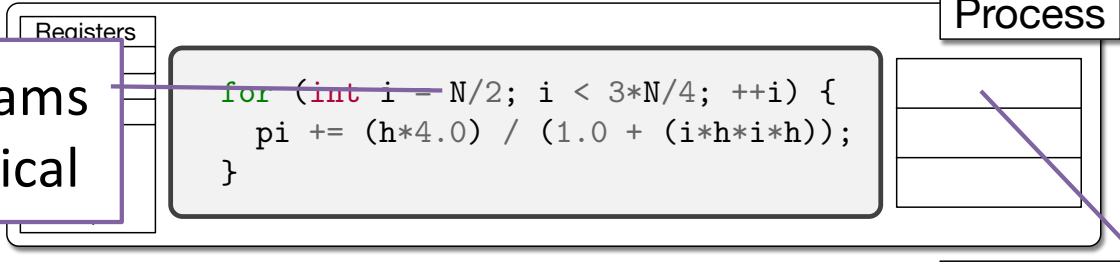 Process
Registers
ams
ical
for (int i = N/2; i < 3*N/4; ++i) {
pi += (h*4.0) / (1.0 + (i*h*i*h));
}